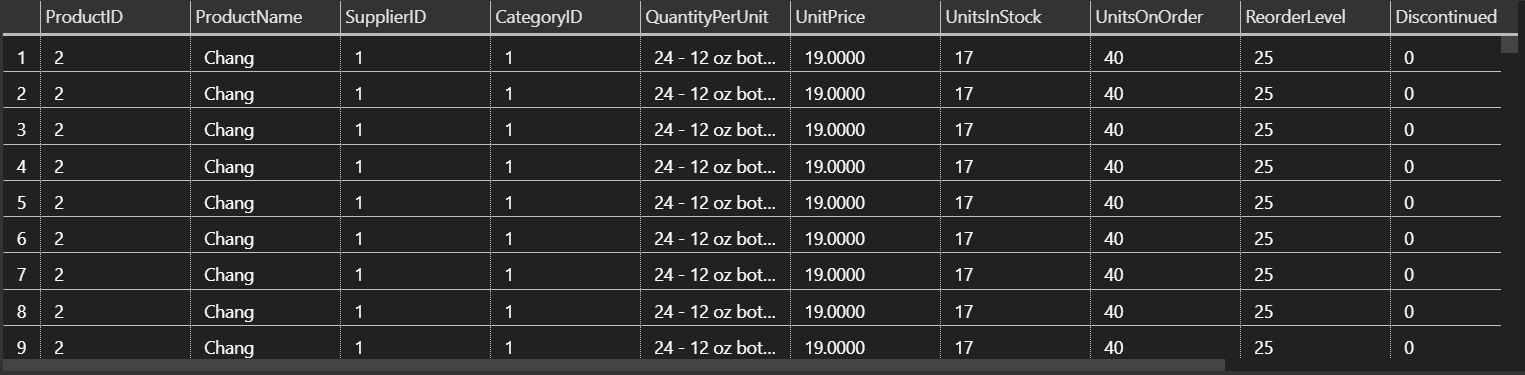 ProductID ProductName SupplierID CategoryID QuantityPerUnit UnitPrice UnitsInStock UnitsOnOrder ReorderLevel Discontinued
1 2 Chang 1 1 24 - 12 oz bot... 19.0000 17 40 25 0
2 2 Chang 1 1 24 - 12 oz bot... 19.0000 17 40 25 0
3 2 Chang 1 1 24 - 12 oz bot... 19.0000 17 40 25 0
4 2 Chang 1 1 24 - 12 oz bot... 19.0000 17 40 25 0
5 2 Chang 1 1 24 - 12 oz bot... 19.0000 17 40 25 0
6 2 Chang 1 1 24 - 12 oz bot... 19.0000 17 40 25 0
7 2 Chang 1 1 24 - 12 oz bot... 19.0000 17 40 25 0
8 2 Chang 1 1 24 - 12 oz bot... 19.0000 17 40 25 0
9 2 Chang 1 1 24 - 12 oz bot... 19.0000 17 40 25 0